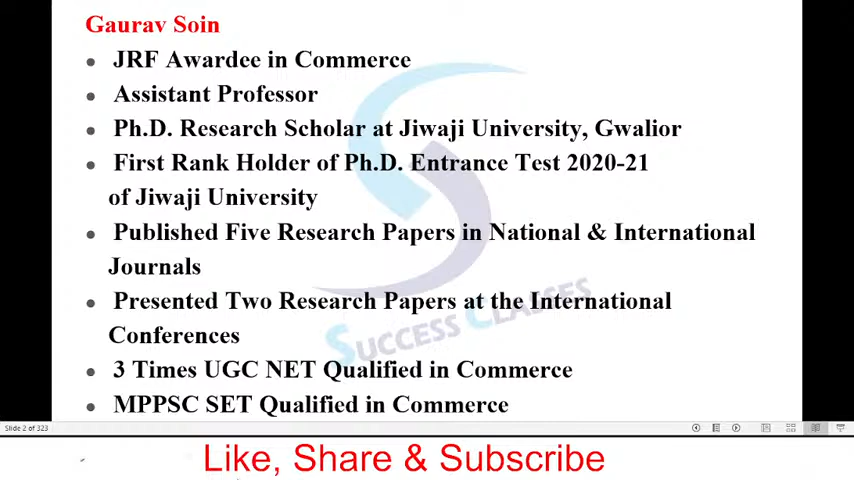 Gaurav Soin
• JRF Awardee in Commerce
• Assistant Professor
• Ph.D. Research Scholar at Jiwaji University, Gwalior
• First Rank Holder of Ph.D. Entrance Test 2020-21
of Jiwaji University
• Published Five Research Papers in National & International
Journals
• Presented Two Research Papers at the International
Conferences
SUCCESS CLASSES
• 3 Times UGC NET Qualified in Commerce
• MPPSC SET Qualified in Commerce
Slide 2 of 323
Like, Share & Subscribe